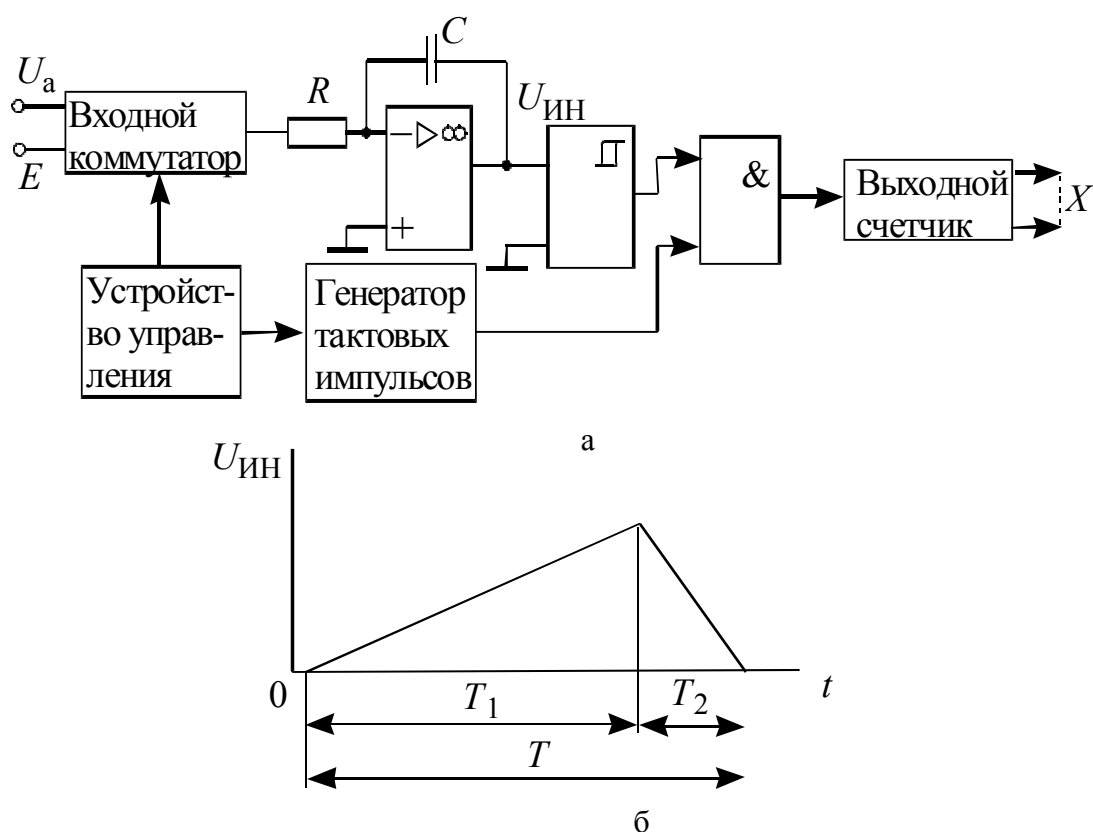 C
Uа
R
UИН
Входной
коммутатор
∞
−
E
+
&
Выходной
счетчик
X
Устройст-
во управ-
ления
Генератор
тактовых
импульсов
а
UИН
0
T1
T2
t
T
б